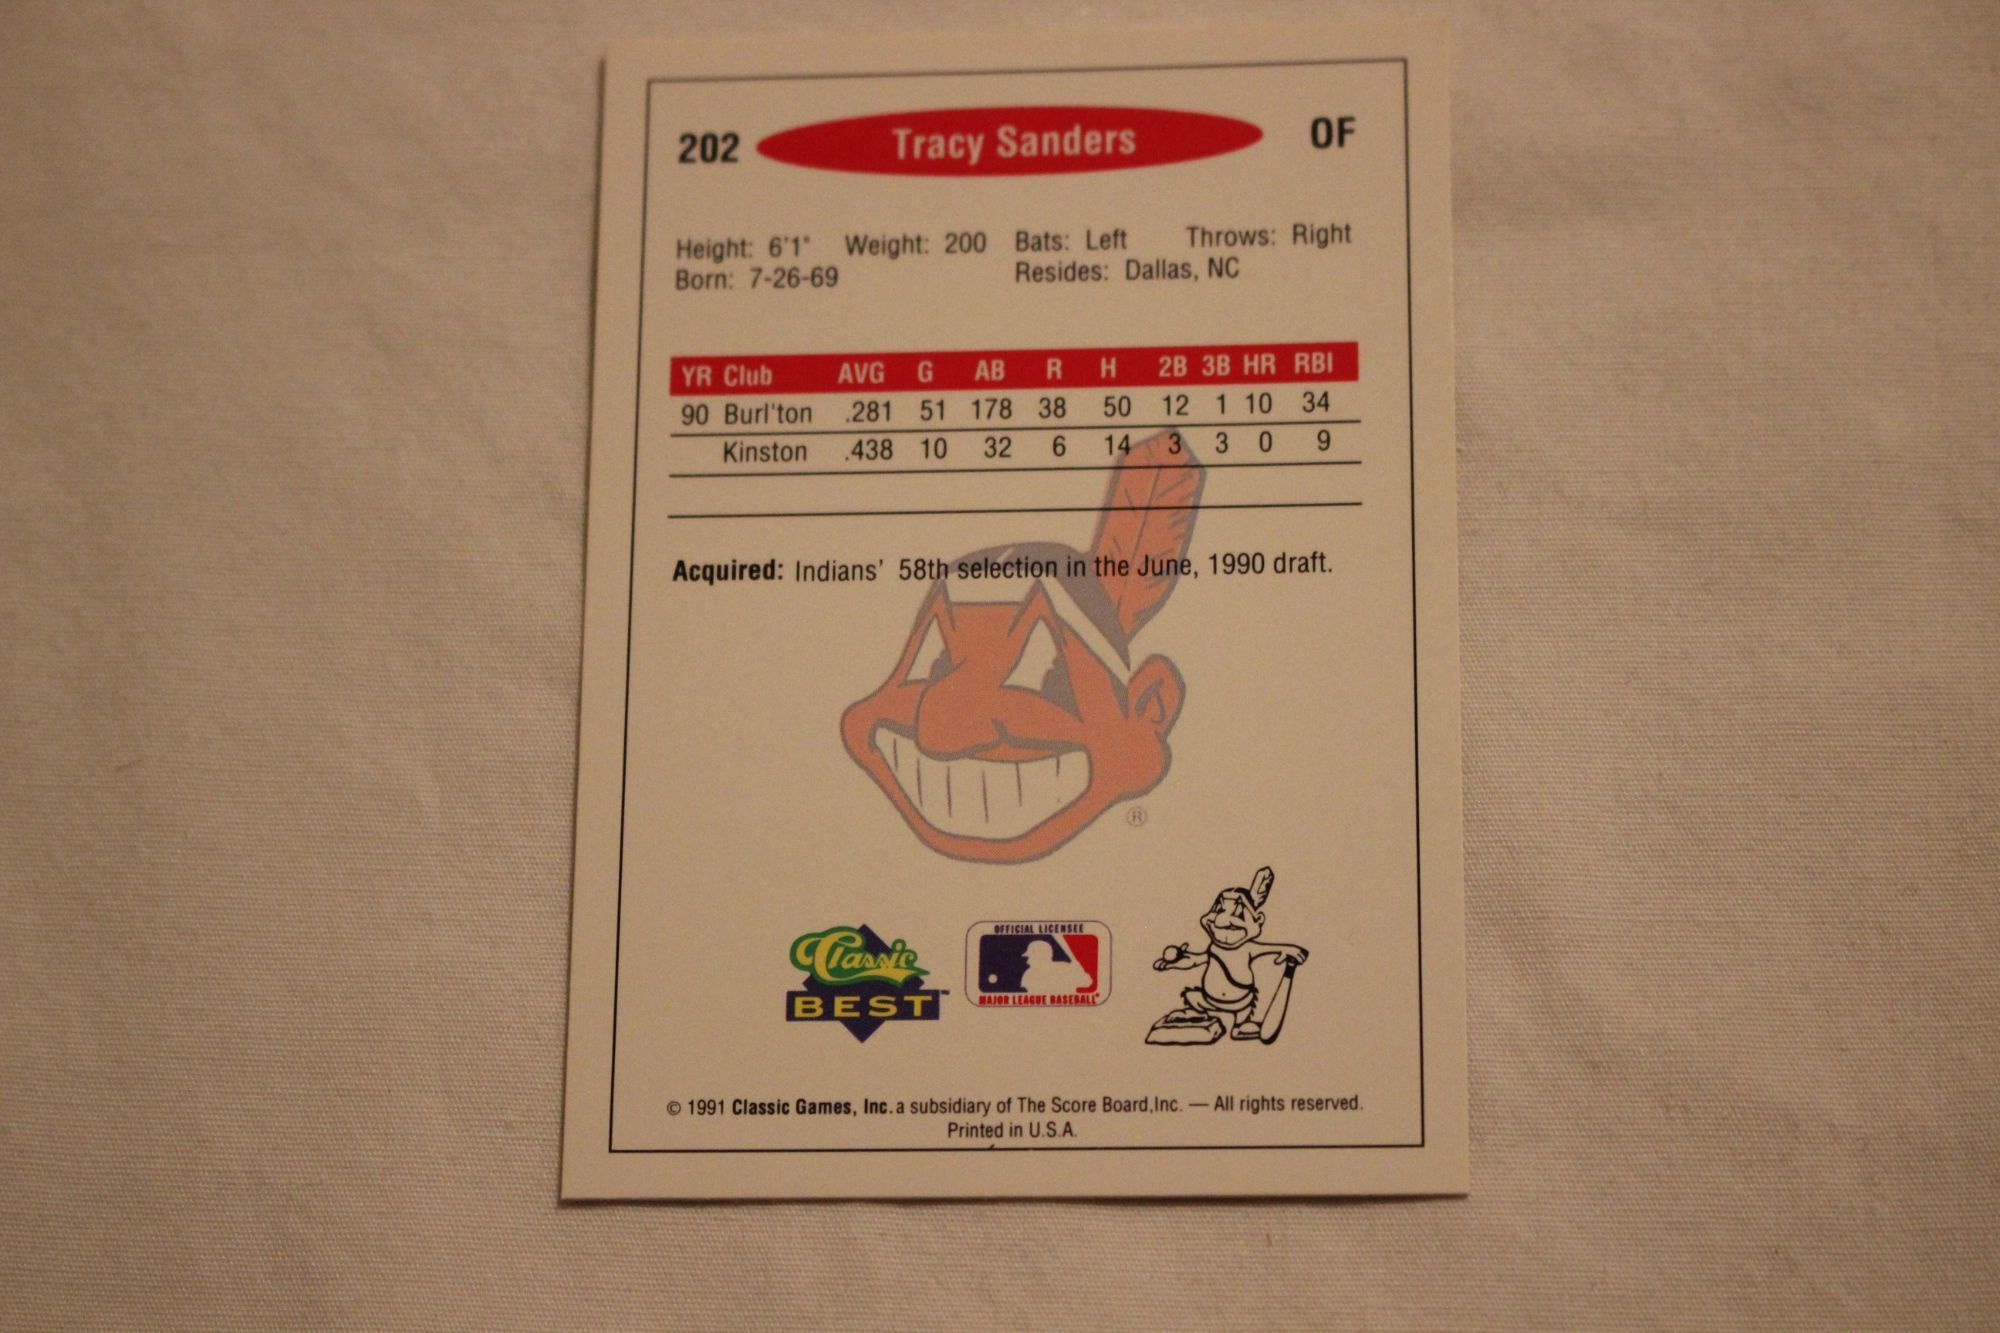 202 Tracy Sanders OF
Height: 6'1" Weight: 200 Bats: Left Throws: Right
Born: 7-26-69 Resides: Dallas, NC
YR Club AVG G AB R H 2B 3B HR RBI
90 Burl'ton .281 51 178 38 50 12 1 10 34
Kinston .438 10 32 6 14 3 3 0 9
Acquired: Indians' 58th selection in the June, 1990 draft.
®
Classic
BEST™
OFFICIAL LICENSEE
MAJOR LEAGUE BASEBALL®
© 1991 Classic Games, Inc. a subsidiary of The Score Board, Inc. — All rights reserved.
Printed in U.S.A.